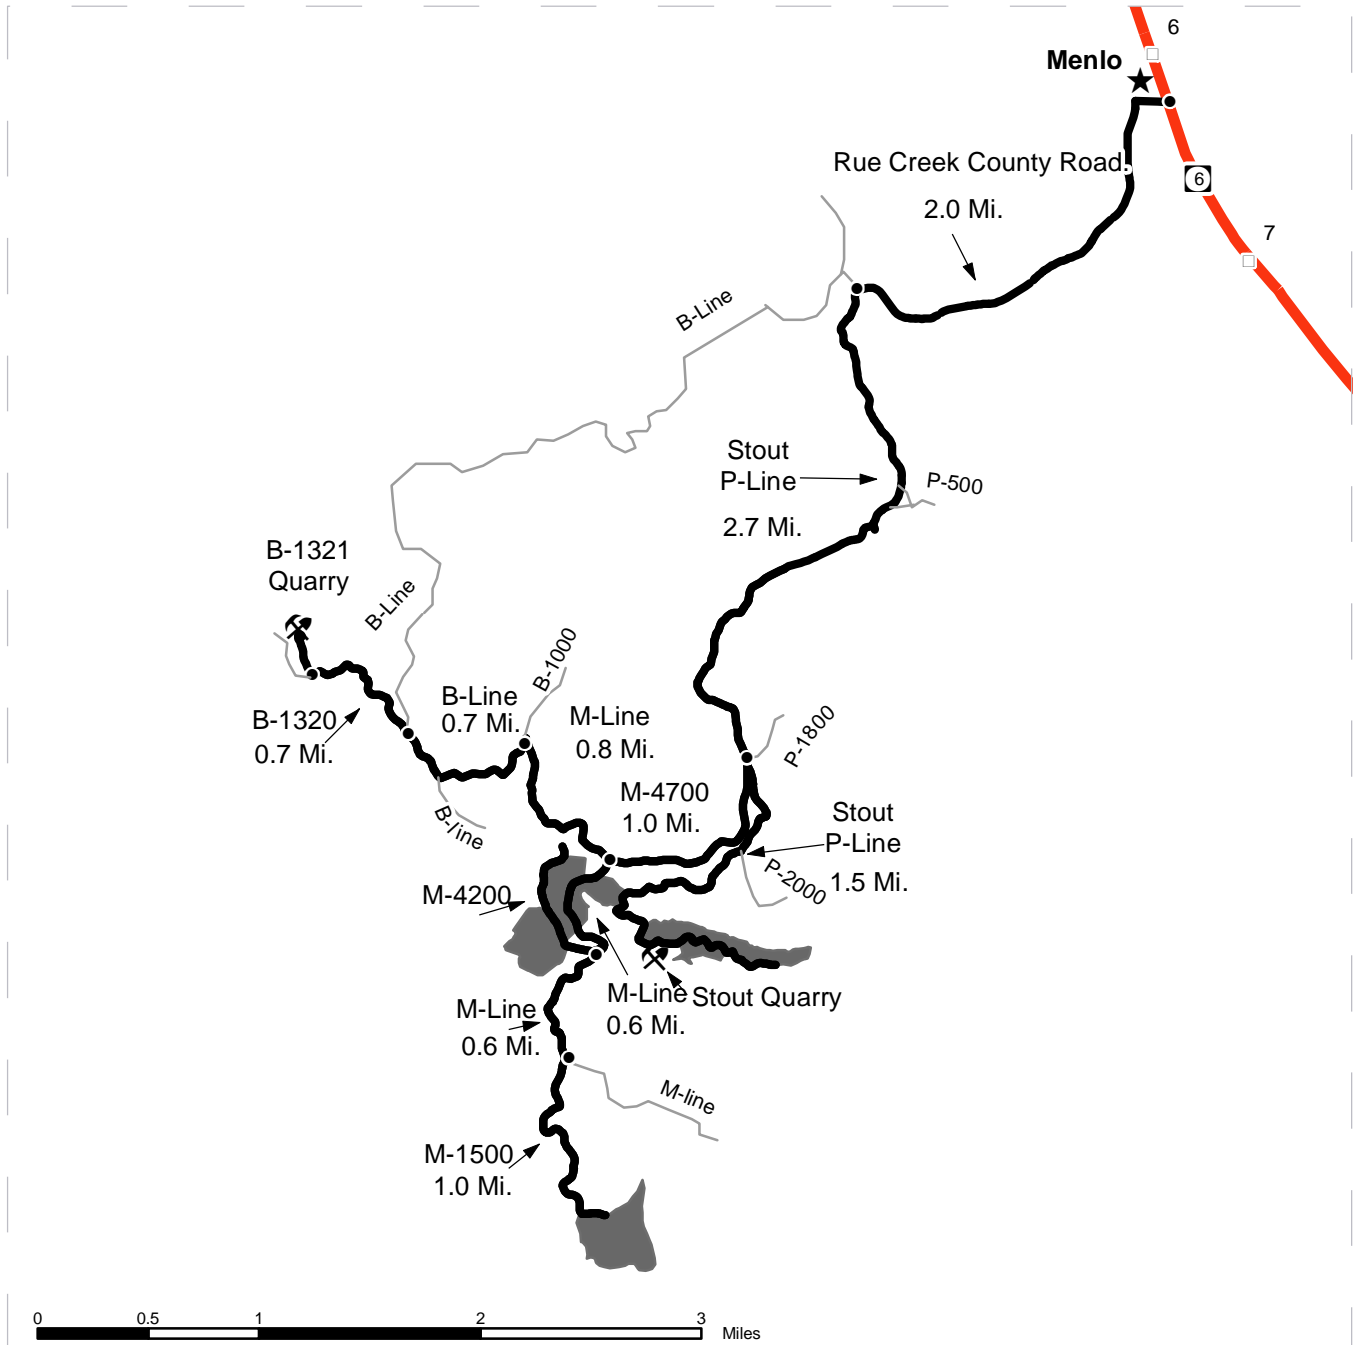 6
Menlo
Rue Creek County Road.
2.0 Mi.
6
7
B-Line
Stout
P-Line
2.7 Mi.
P-500
B-1321
Quarry
B-Line
B-1000
B-Line
0.7 Mi.
M-Line
0.8 Mi.
B-1320
0.7 Mi.
P-1800
M-4700
1.0 Mi.
Stout
P-Line
1.5 Mi.
B-line
P-2000
M-4200
M-Line
0.6 Mi.
Stout Quarry
M-Line
0.6 Mi.
M-line
M-1500
1.0 Mi.
0 0.5 1 2 3
Miles